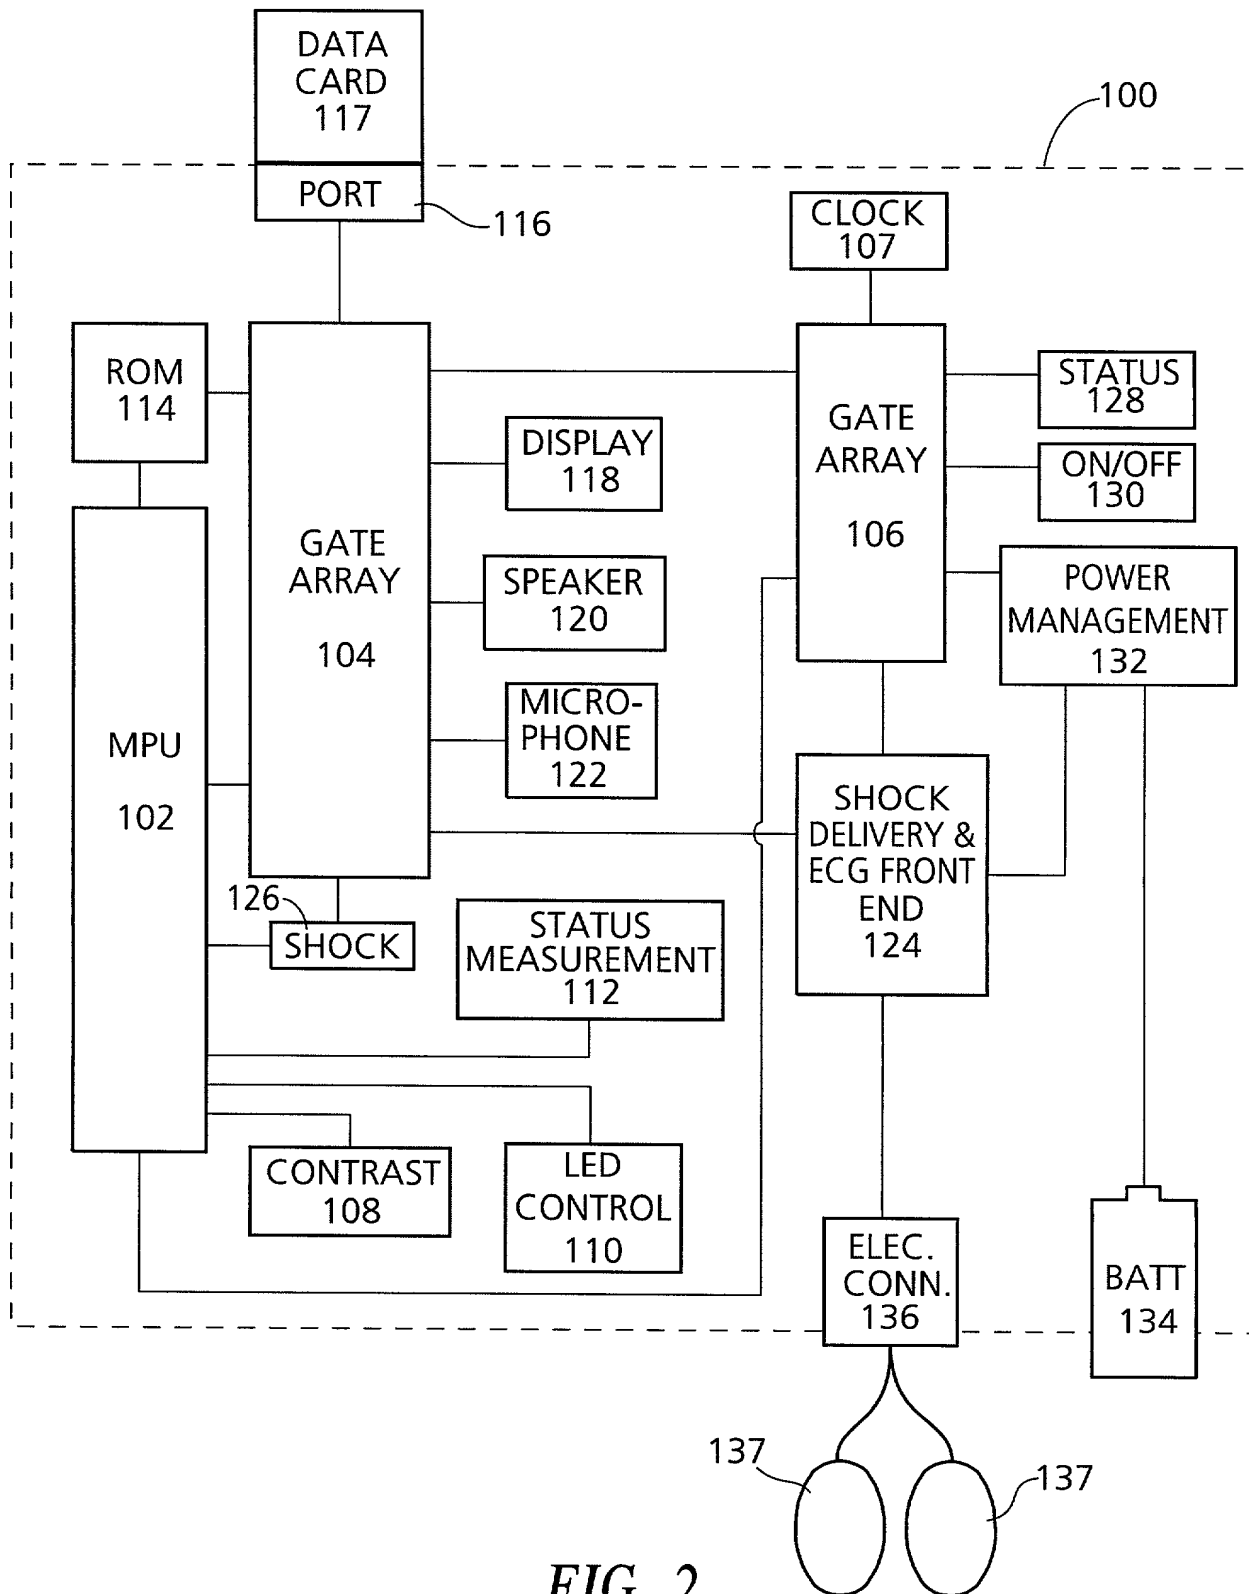 DATA
CARD
117
100
PORT
116
CLOCK
107
ROM
114
GATE
ARRAY
104
DISPLAY
118
SPEAKER
120
MICRO-
PHONE
122
GATE
ARRAY
106
STATUS
128
ON/OFF
130
POWER
MANAGEMENT
132
MPU
102
SHOCK
DELIVERY &
ECG FRONT
END
124
126
SHOCK
STATUS
MEASUREMENT
112
CONTRAST
108
LED
CONTROL
110
ELEC.
CONN.
136
BATT
134
137
137
FIG. 2